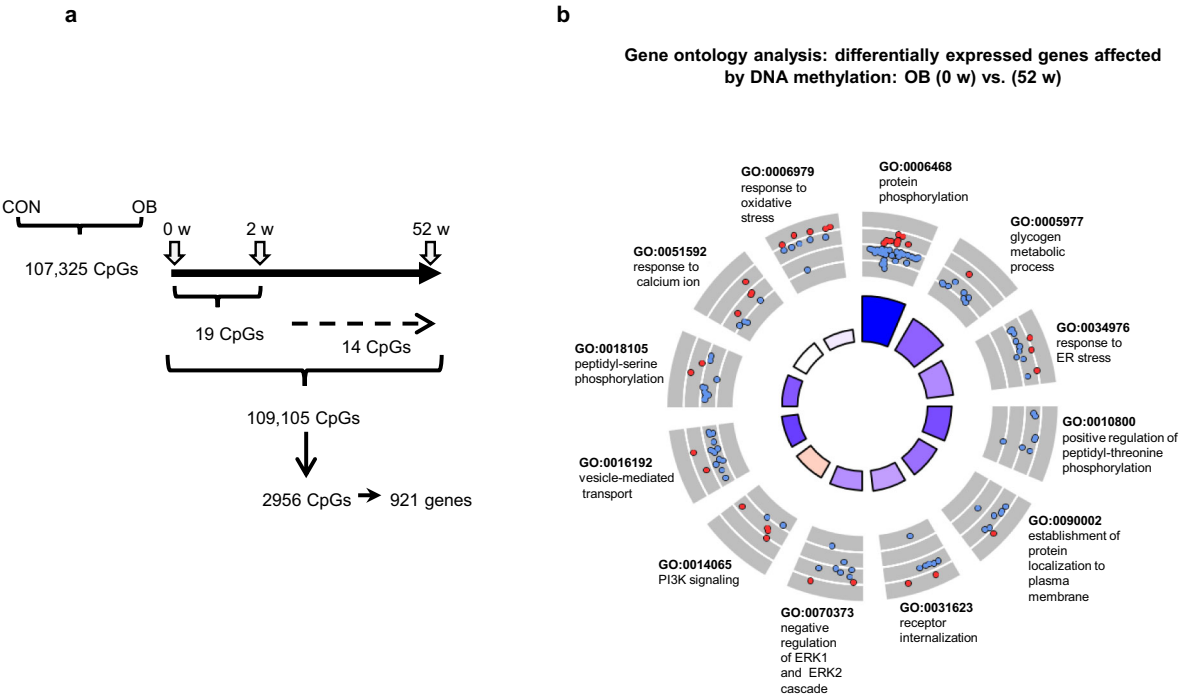 a
CON
OB
107,325 CpGs
0 w
2 w
52 w
19 CpGs
14 CpGs
109,105 CpGs
2956 CpGs
921 genes
b
Gene ontology analysis: differentially expressed genes affected
by DNA methylation: OB (0 w) vs. (52 w)
GO:0006468
protein
phosphorylation
GO:0005977
glycogen
metabolic
process
GO:0034976
response to
ER stress
GO:0010800
positive regulation of
peptidyl-threonine
phosphorylation
GO:0090002
establishment of
protein
localization to
plasma
membrane
GO:0031623
receptor
internalization
GO:0070373
negative
regulation
of ERK1
and ERK2
cascade
GO:0014065
PI3K signaling
GO:0016192
vesicle-mediated
transport
GO:0018105
peptidyl-serine
phosphorylation
GO:0051592
response to
calcium ion
GO:0006979
response to
oxidative
stress